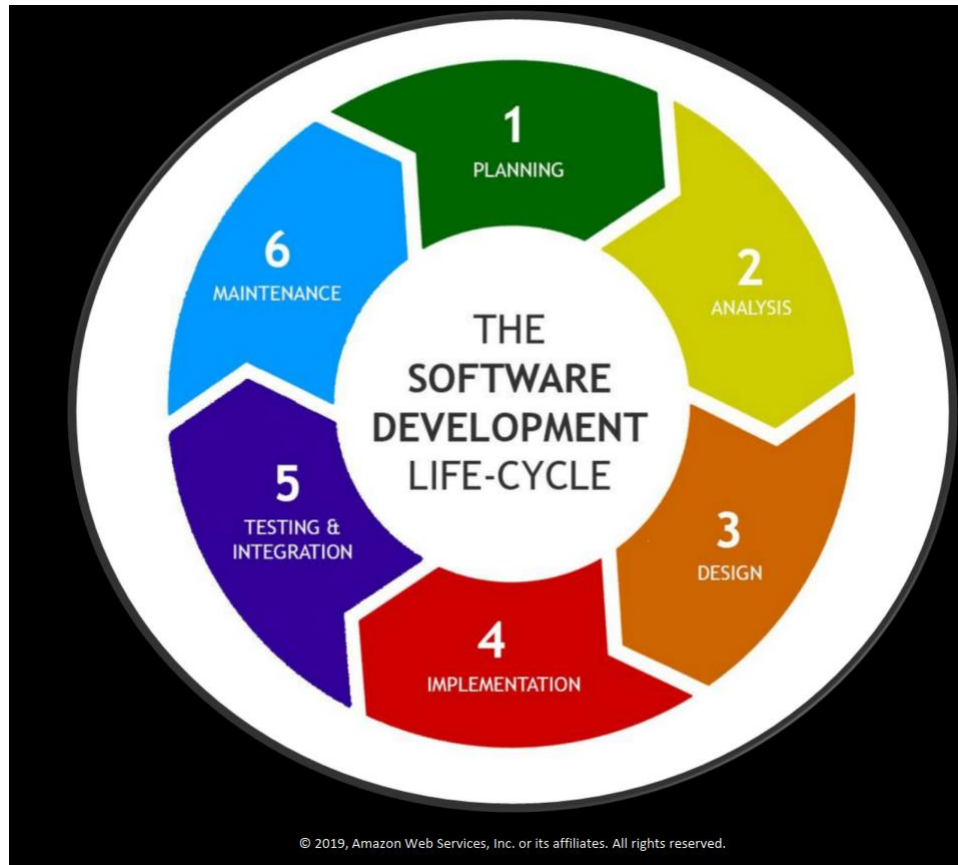 1
PLANNING
2
ANALYSIS
3
DESIGN
4
IMPLEMENTATION
5
TESTING &
INTEGRATION
6
MAINTENANCE
THE
SOFTWARE
DEVELOPMENT
LIFE-CYCLE
© 2019, Amazon Web Services, Inc. or its affiliates. All rights reserved.